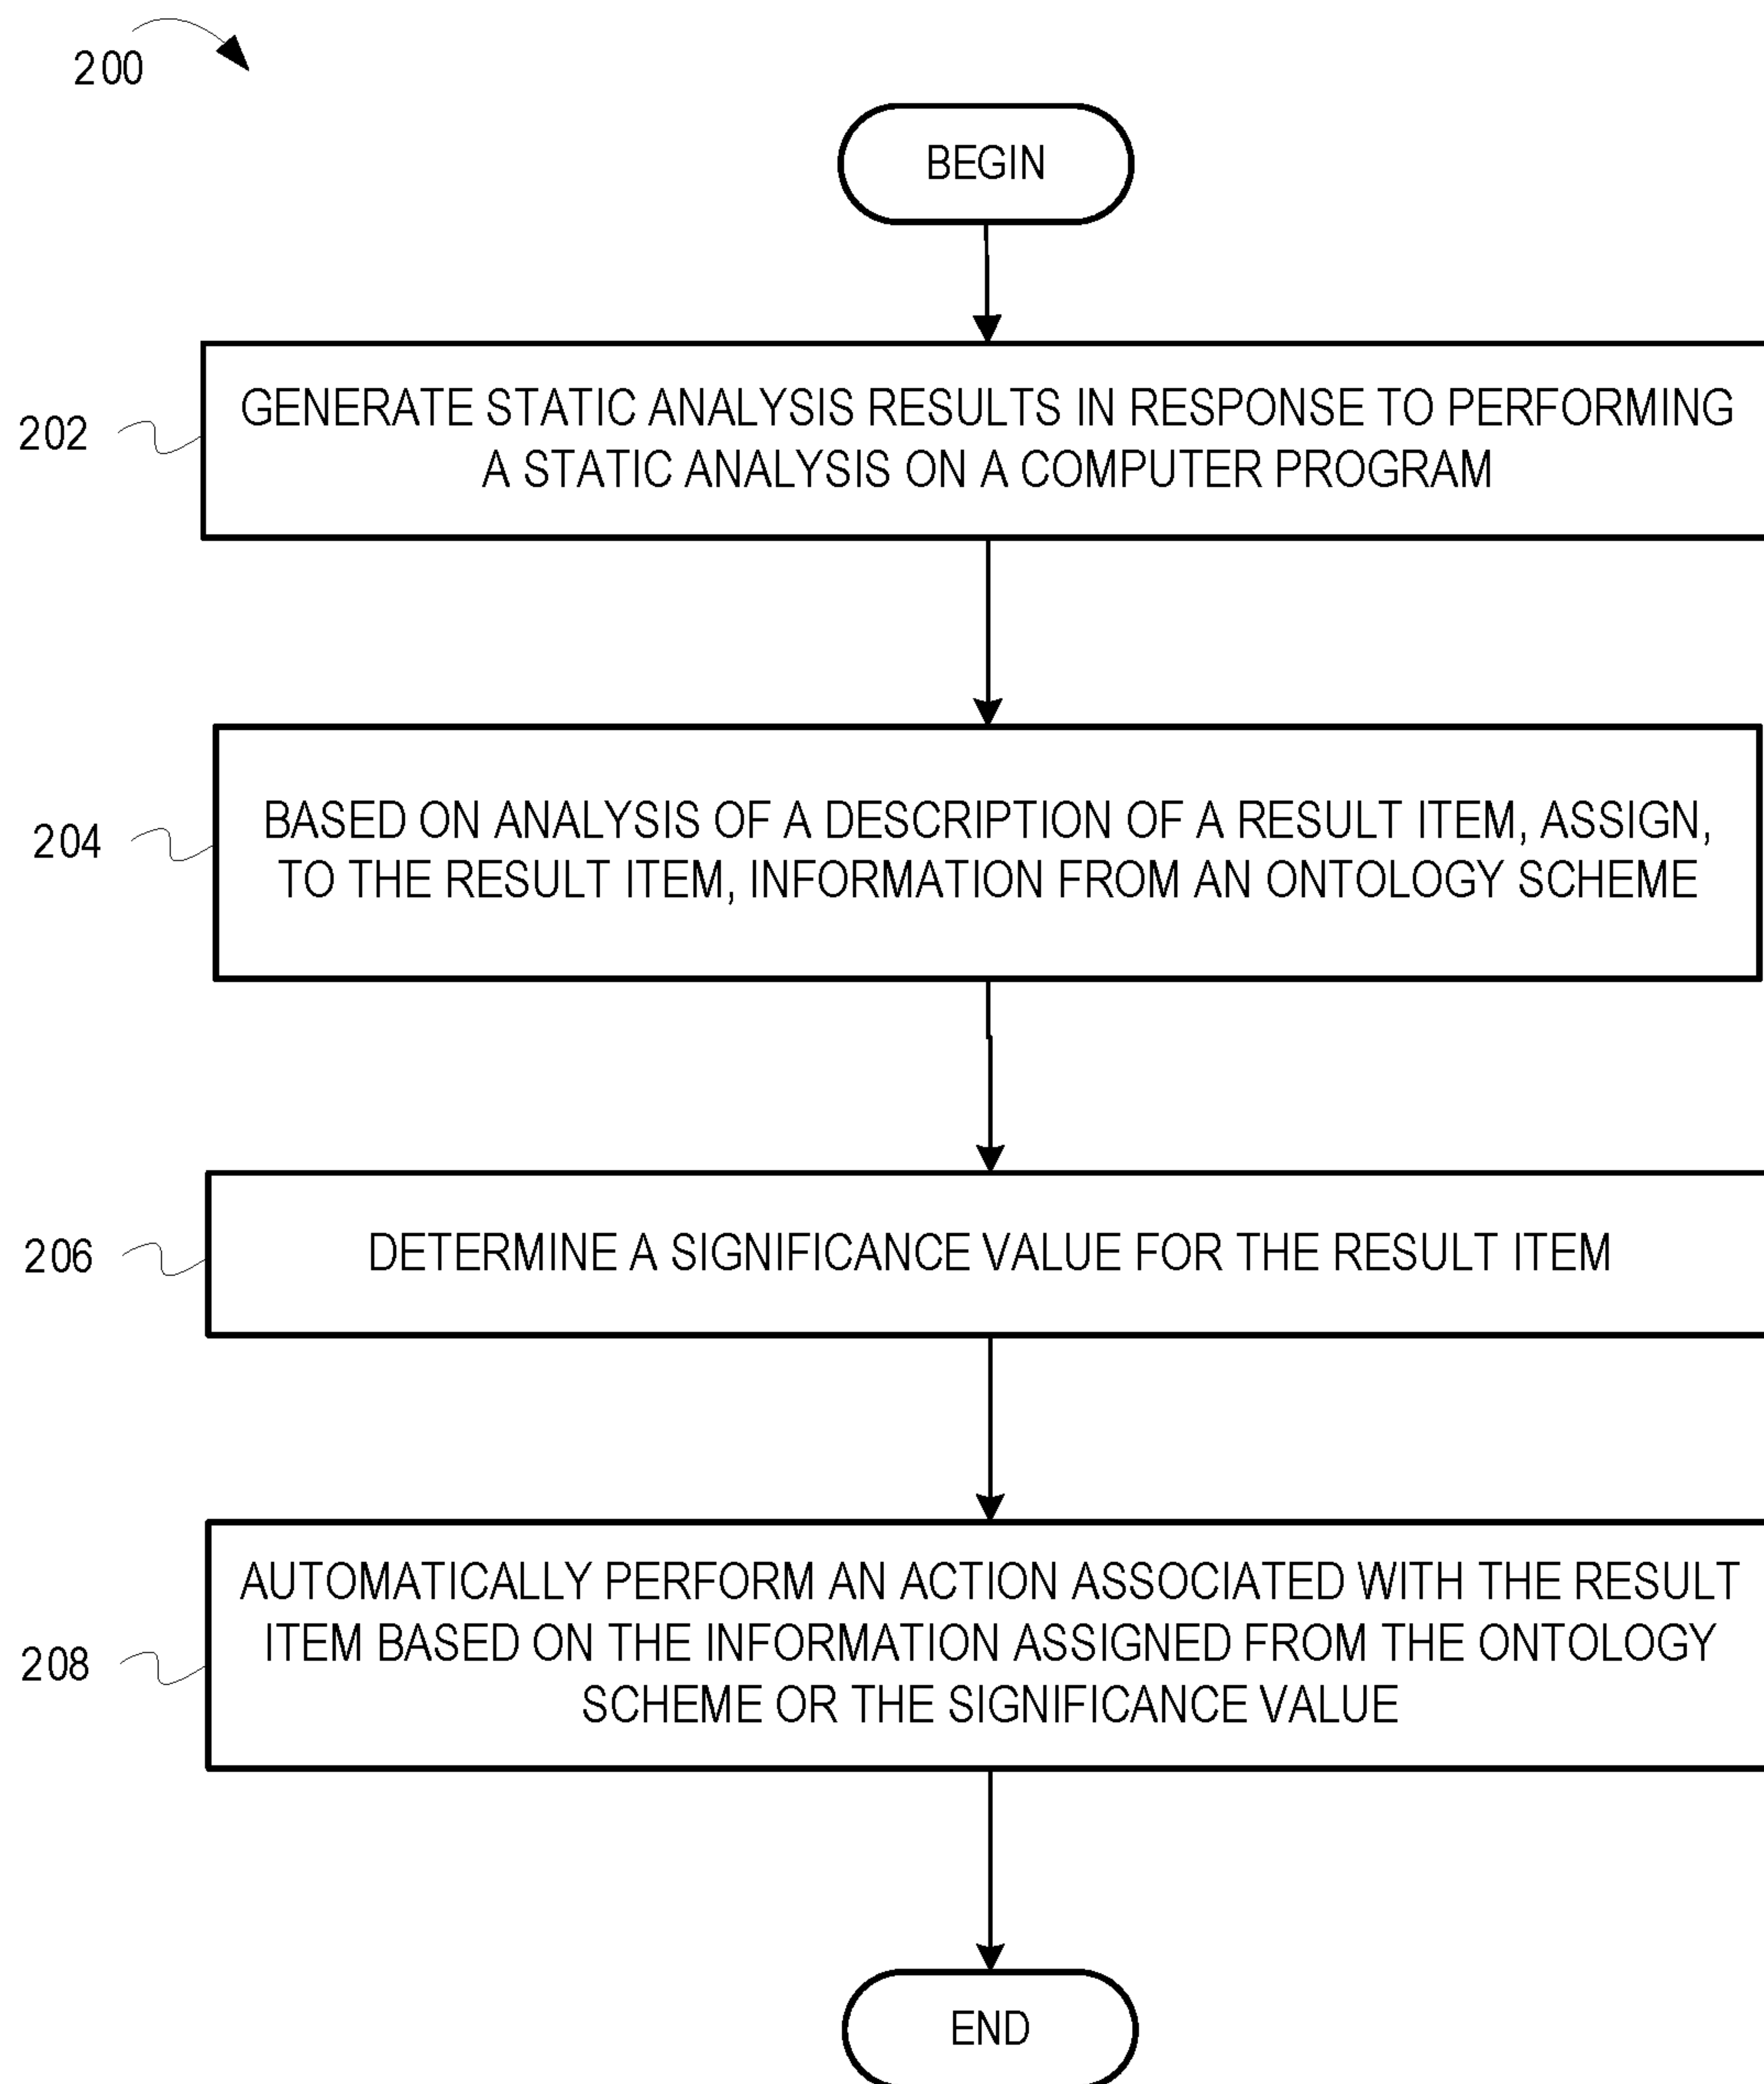 200
BEGIN
202
GENERATE STATIC ANALYSIS RESULTS IN RESPONSE TO PERFORMING
A STATIC ANALYSIS ON A COMPUTER PROGRAM
204
BASED ON ANALYSIS OF A DESCRIPTION OF A RESULT ITEM, ASSIGN,
TO THE RESULT ITEM, INFORMATION FROM AN ONTOLOGY SCHEME
206
DETERMINE A SIGNIFICANCE VALUE FOR THE RESULT ITEM
208
AUTOMATICALLY PERFORM AN ACTION ASSOCIATED WITH THE RESULT
ITEM BASED ON THE INFORMATION ASSIGNED FROM THE ONTOLOGY
SCHEME OR THE SIGNIFICANCE VALUE
END